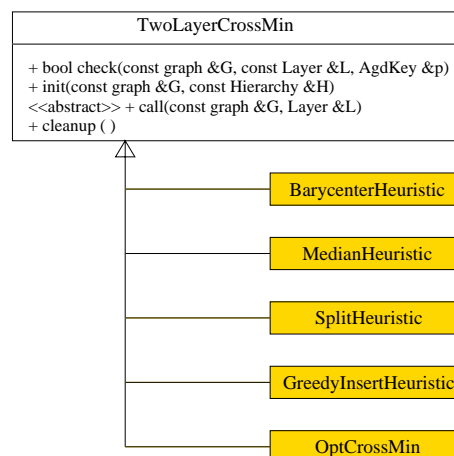 TwoLayerCrossMin
+ bool check(const graph &G, const Layer &L, AgdKey &p)
+ init(const graph &G, const Hierarchy &H)
<<abstract>> + call(const graph &G, Layer &L)
+ cleanup ( )
BarycenterHeuristic
MedianHeuristic
SplitHeuristic
GreedyInsertHeuristic
OptCrossMin